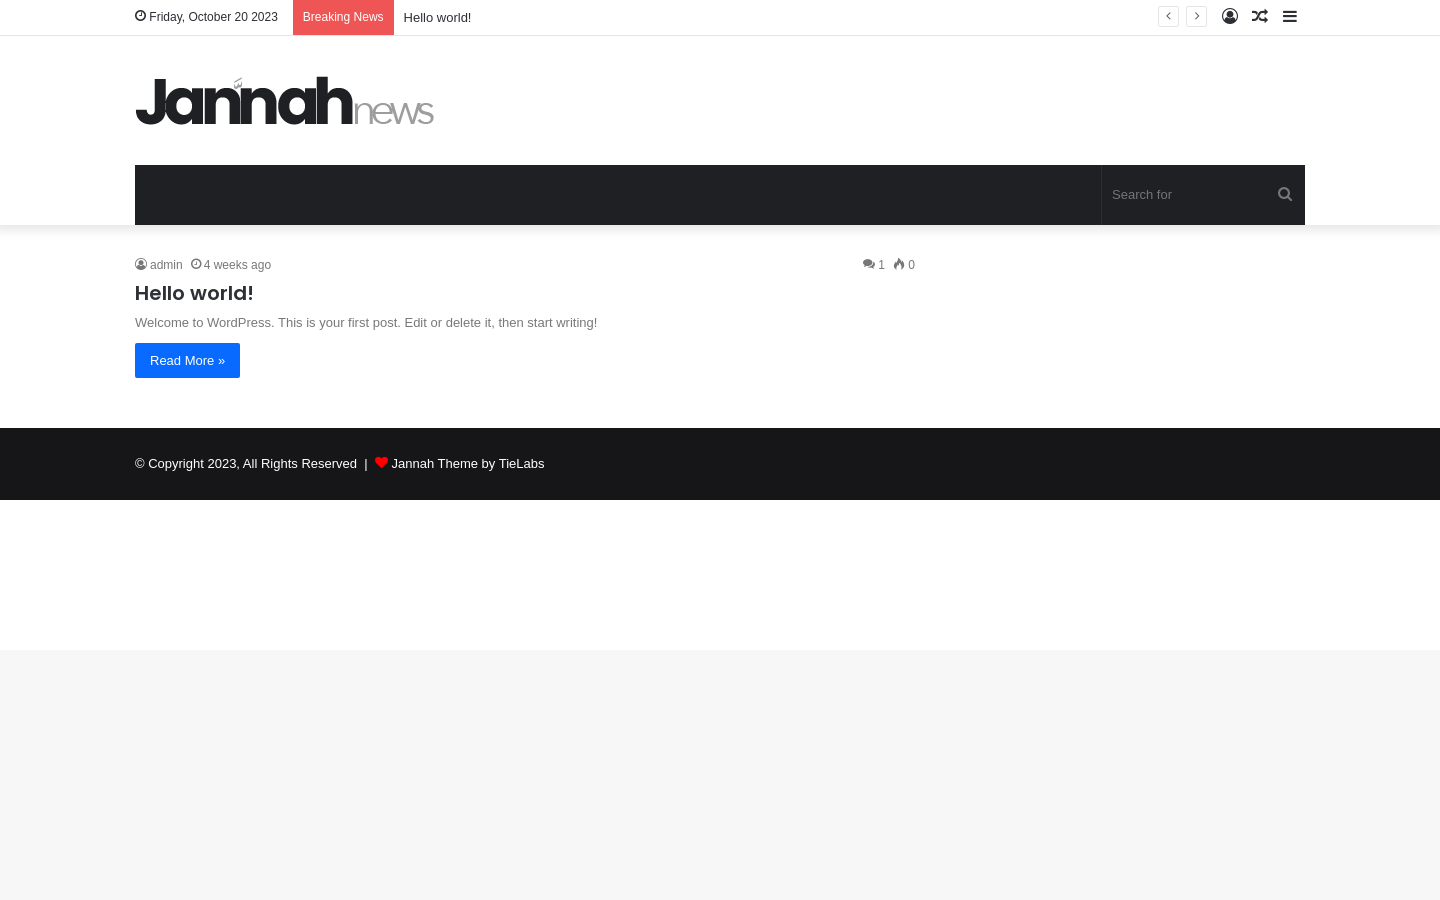 Friday, October 20 2023
Breaking News
Hello world!
Jannah news
Search for
admin
4 weeks ago
1
0
Hello world!
Welcome to WordPress. This is your first post. Edit or delete it, then start writing!
Read More »
© Copyright 2023, All Rights Reserved | Jannah Theme by TieLabs